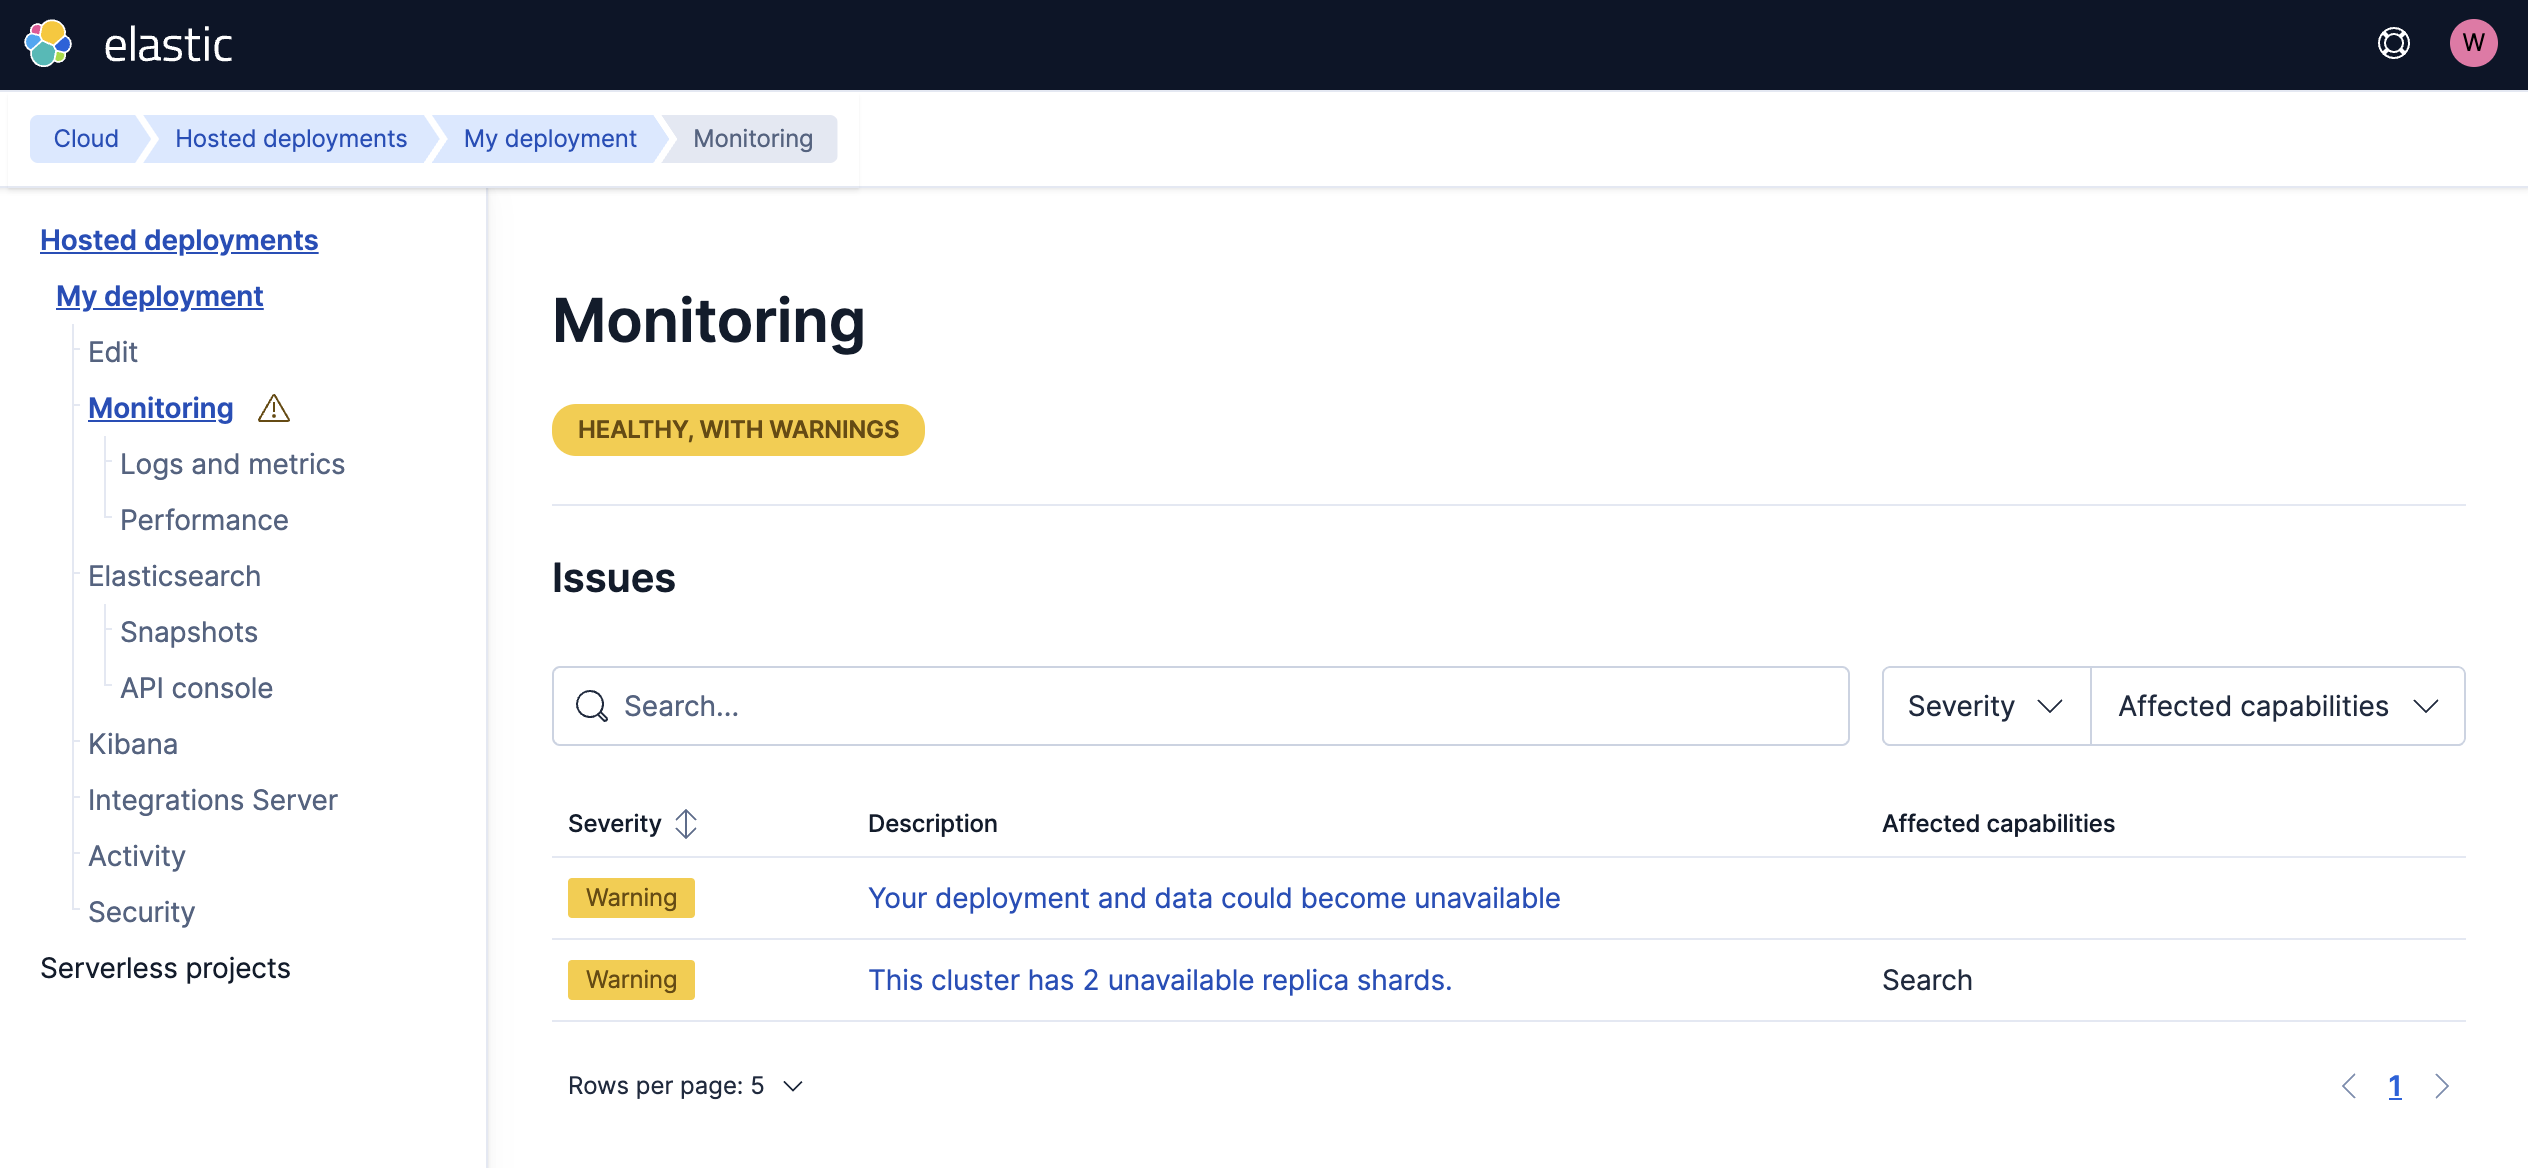 elastic
W
Cloud
Hosted deployments
My deployment
Monitoring
Hosted deployments
My deployment
Edit
Monitoring
Logs and metrics
Performance
Elasticsearch
Snapshots
API console
Kibana
Integrations Server
Activity
Security
Serverless projects
Monitoring
HEALTHY, WITH WARNINGS
Issues
Search...
Severity
Affected capabilities
Severity
Description
Affected capabilities
Warning
Your deployment and data could become unavailable
Warning
This cluster has 2 unavailable replica shards.
Search
Rows per page: 5
1